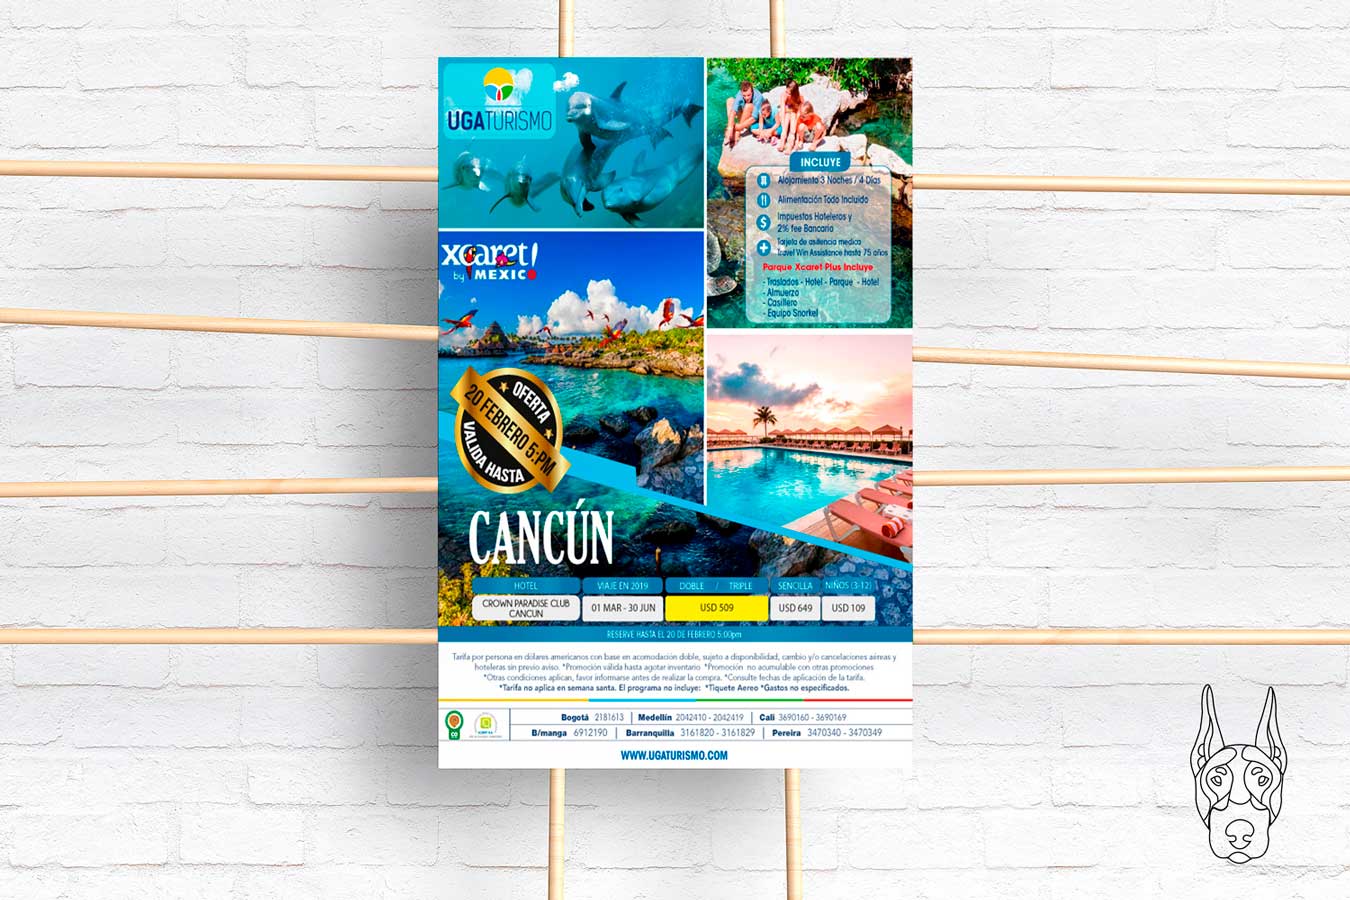 UGATURISMO
INCLUYE
Alojamiento 3 Noches / 4 Días
Alimentación Todo Incluido
Impuestos Hoteleros y
2% fee Bancario
Tarjeta de asitencia medica
Travel Win Assistance hasta 75 años
Parque Xcaret Plus Incluye
- Traslados - Hotel - Parque - Hotel
- Almuerzo
- Casillero
- Equipo Snorkel
xcaret!
by MEXICO
OFERTA
20 FEBRERO 5:PM
VALIDA HASTA
CANCÚN
HOTEL VIAJE EN 2019 DOBLE / TRIPLE SENCILLA NIÑOS (3-12)
CROWN PARADISE CLUB
CANCUN
01 MAR - 30 JUN USD 509 USD 649 USD 109
RESERVE HASTA EL 20 DE FEBRERO 5:00pm
Tarifa por persona en dólares americanos con base en acomodación doble, sujeto a disponibilidad, cambio y/o cancelaciones aéreas y
hoteleras sin previo aviso. *Promoción válida hasta agotar inventario *Promoción no acumulable con otras promociones
*Otras condiciones aplican, favor informarse antes de realizar la compra. *Consulte fechas de aplicación de la tarifa.
*Tarifa no aplica en semana santa. El programa no incluye: *Tiquete Aereo *Gastos no especificados.
Bogotá 2181613 | Medellín 2042410 - 2042419 | Cali 3690160 - 3690169
B/manga 6912190 | Barranquilla 3161820 - 3161829 | Pereira 3470340 - 3470349
WWW.UGATURISMO.COM